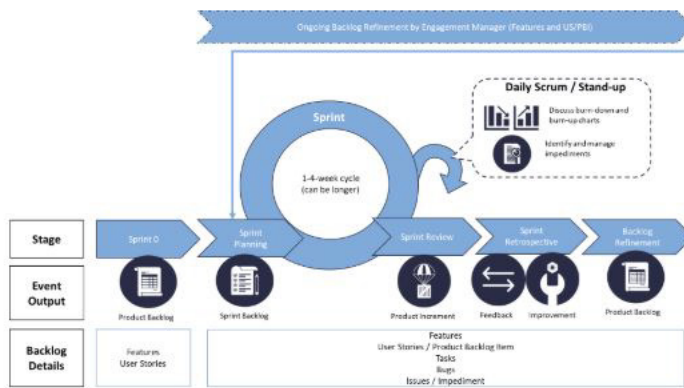 Ongoing Backlog Refinement by Engagement Manager (Features and US/PBI)
Daily Scrum / Stand-up
Discuss burn-down and
burn-up charts
Identify and manage
impediments
Sprint
1-4-week cycle
(can be longer)
Stage
Sprint 0
Sprint
Planning
Sprint Review
Sprint
Retrospective
Backlog
Refinement
Event
Output
Product Backlog
Sprint Backlog
Product Increment
Feedback
Improvement
Product Backlog
Backlog
Details
Features
User Stories
Features
User Stories / Product Backlog Item
Tasks
Bugs
Issues / Impediment